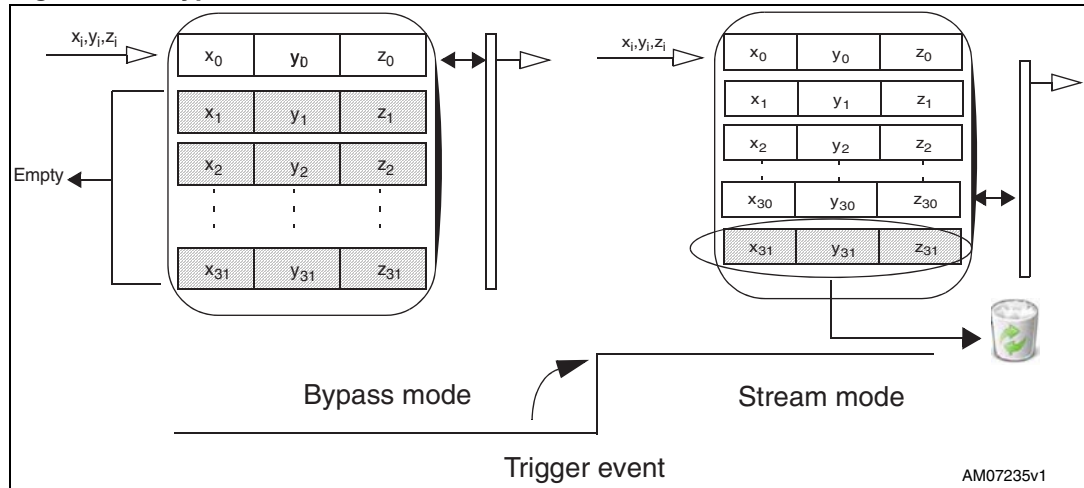 xᵢ,yᵢ,zᵢ
x₀ y₀ z₀
x₁ y₁ z₁
x₂ y₂ z₂
x₃₁ y₃₁ z₃₁
Empty
xᵢ,yᵢ,zᵢ
x₀ y₀ z₀
x₁ y₁ z₁
x₂ y₂ z₂
x₃₀ y₃₀ z₃₀
x₃₁ y₃₁ z₃₁
Bypass mode
Stream mode
Trigger event
AM07235v1